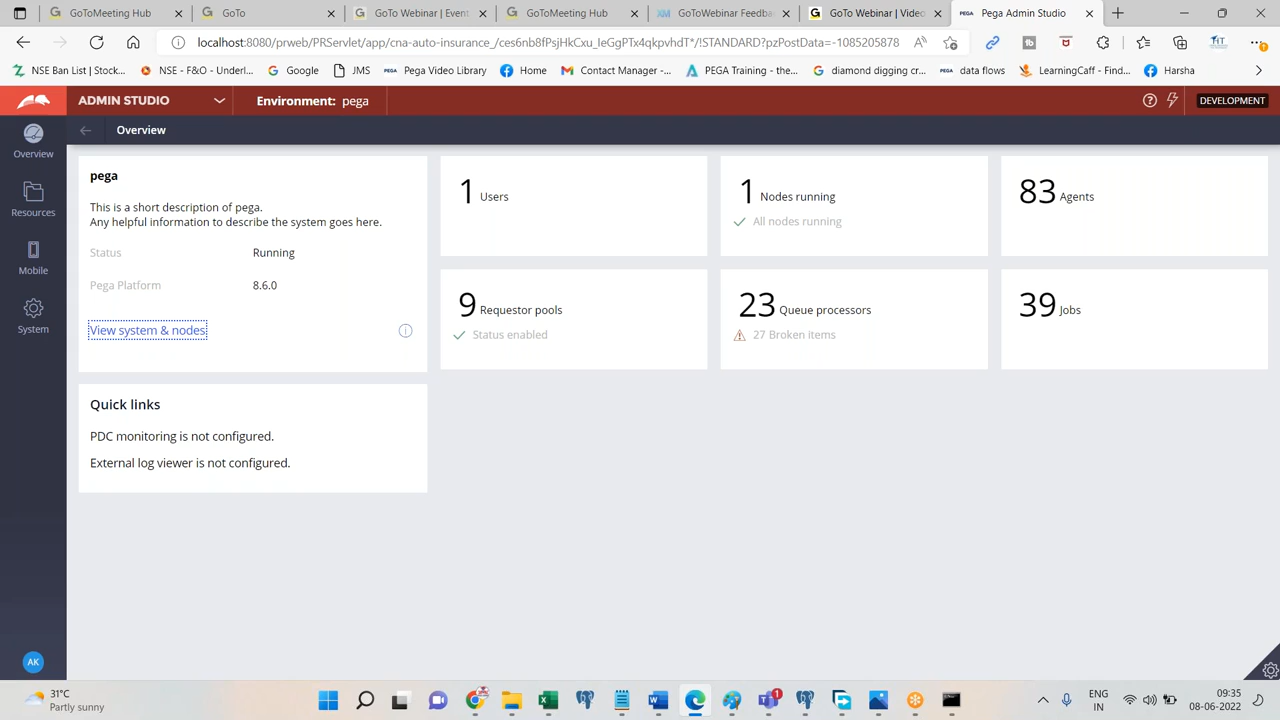 GoToMeeting Hub
GoTo
GoTo Webinar | Event
GoToMeeting Hub
GoToWebinar Feedba
GoTo Webinar | Video
PEGA Pega Admin Studio
localhost:8080/prweb/PRServlet/app/cna-auto-insurance_/ces6nb8fPsjHkCxu_IeGgPTx4qkpvhdT*/!STANDARD?pzPostData=-1085205878
NSE Ban List | Stock...
NSE - F&O - Underl...
Google
JMS
PEGA Pega Video Library
Home
Contact Manager -...
PEGA Training - the...
diamond digging cr...
PEGA data flows
LearningCaff - Find...
Harsha
ADMIN STUDIO
Environment: pega
DEVELOPMENT
Overview
Overview
Resources
Mobile
System
AK
pega
This is a short description of pega.
Any helpful information to describe the system goes here.
Status Running
Pega Platform 8.6.0
View system & nodes
1 Users
1 Nodes running
All nodes running
83 Agents
9 Requestor pools
Status enabled
23 Queue processors
27 Broken items
39 Jobs
Quick links
PDC monitoring is not configured.
External log viewer is not configured.
31°C
Partly sunny
1
ENG
IN
09:35
08-06-2022